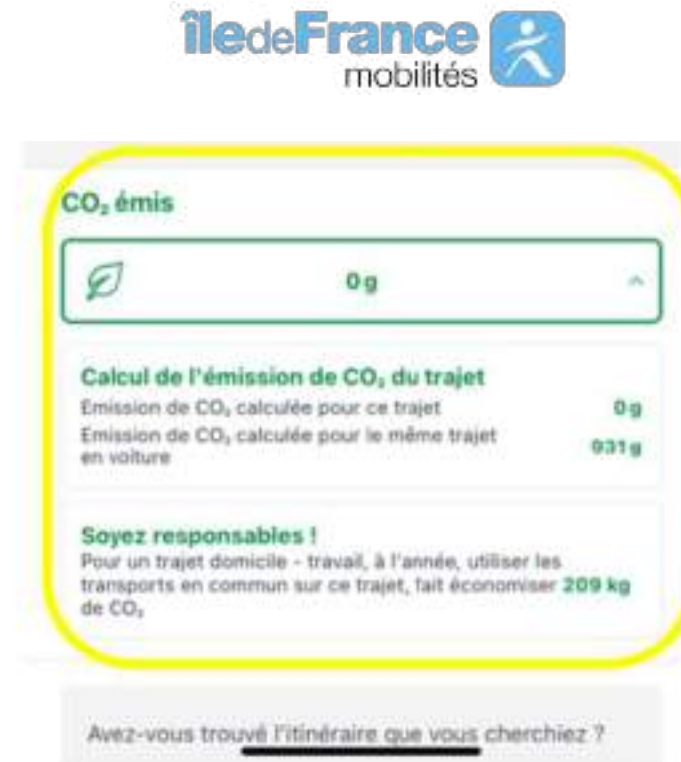 îledeFrance
mobilités
CO₂ émis
0 g
Calcul de l'émission de CO₂ du trajet
Emission de CO₂ calculée pour ce trajet
0 g
Emission de CO₂ calculée pour le même trajet
en voiture
931 g
Soyez responsables !
Pour un trajet domicile - travail, à l'année, utiliser les
transports en commun sur ce trajet, fait économiser 209 kg
de CO₂
Avez-vous trouvé l'itinéraire que vous cherchiez ?